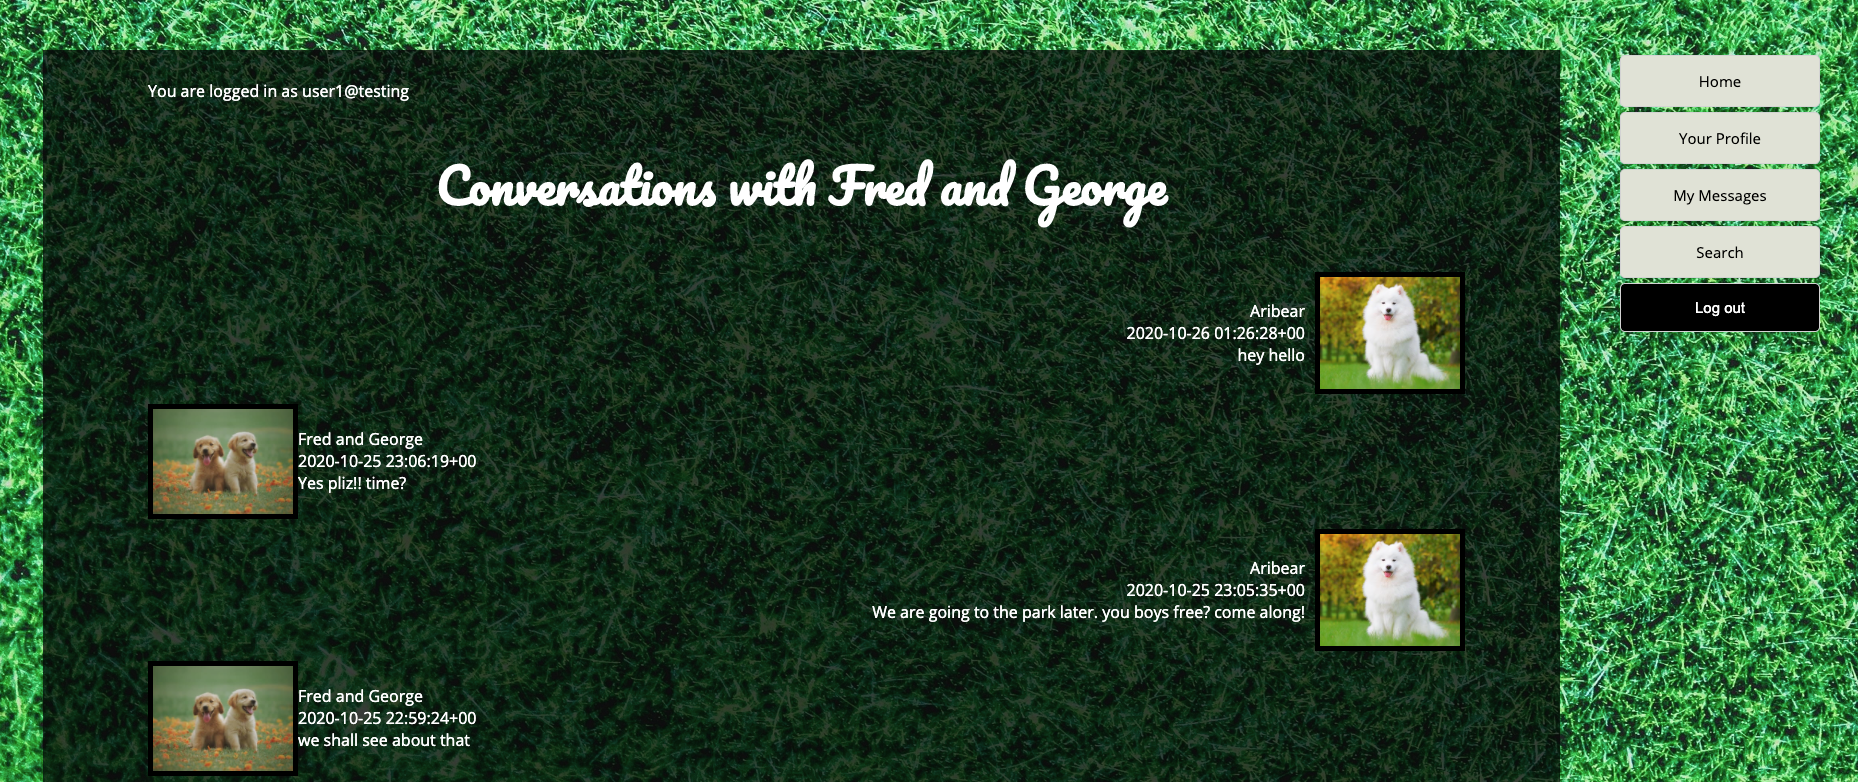 You are logged in as user1@testing
Conversations with Fred and George
Aribear
2020-10-26 01:26:28+00
hey hello
Fred and George
2020-10-25 23:06:19+00
Yes pliz!! time?
Aribear
2020-10-25 23:05:35+00
We are going to the park later. you boys free? come along!
Fred and George
2020-10-25 22:59:24+00
we shall see about that
Home
Your Profile
My Messages
Search
Log out